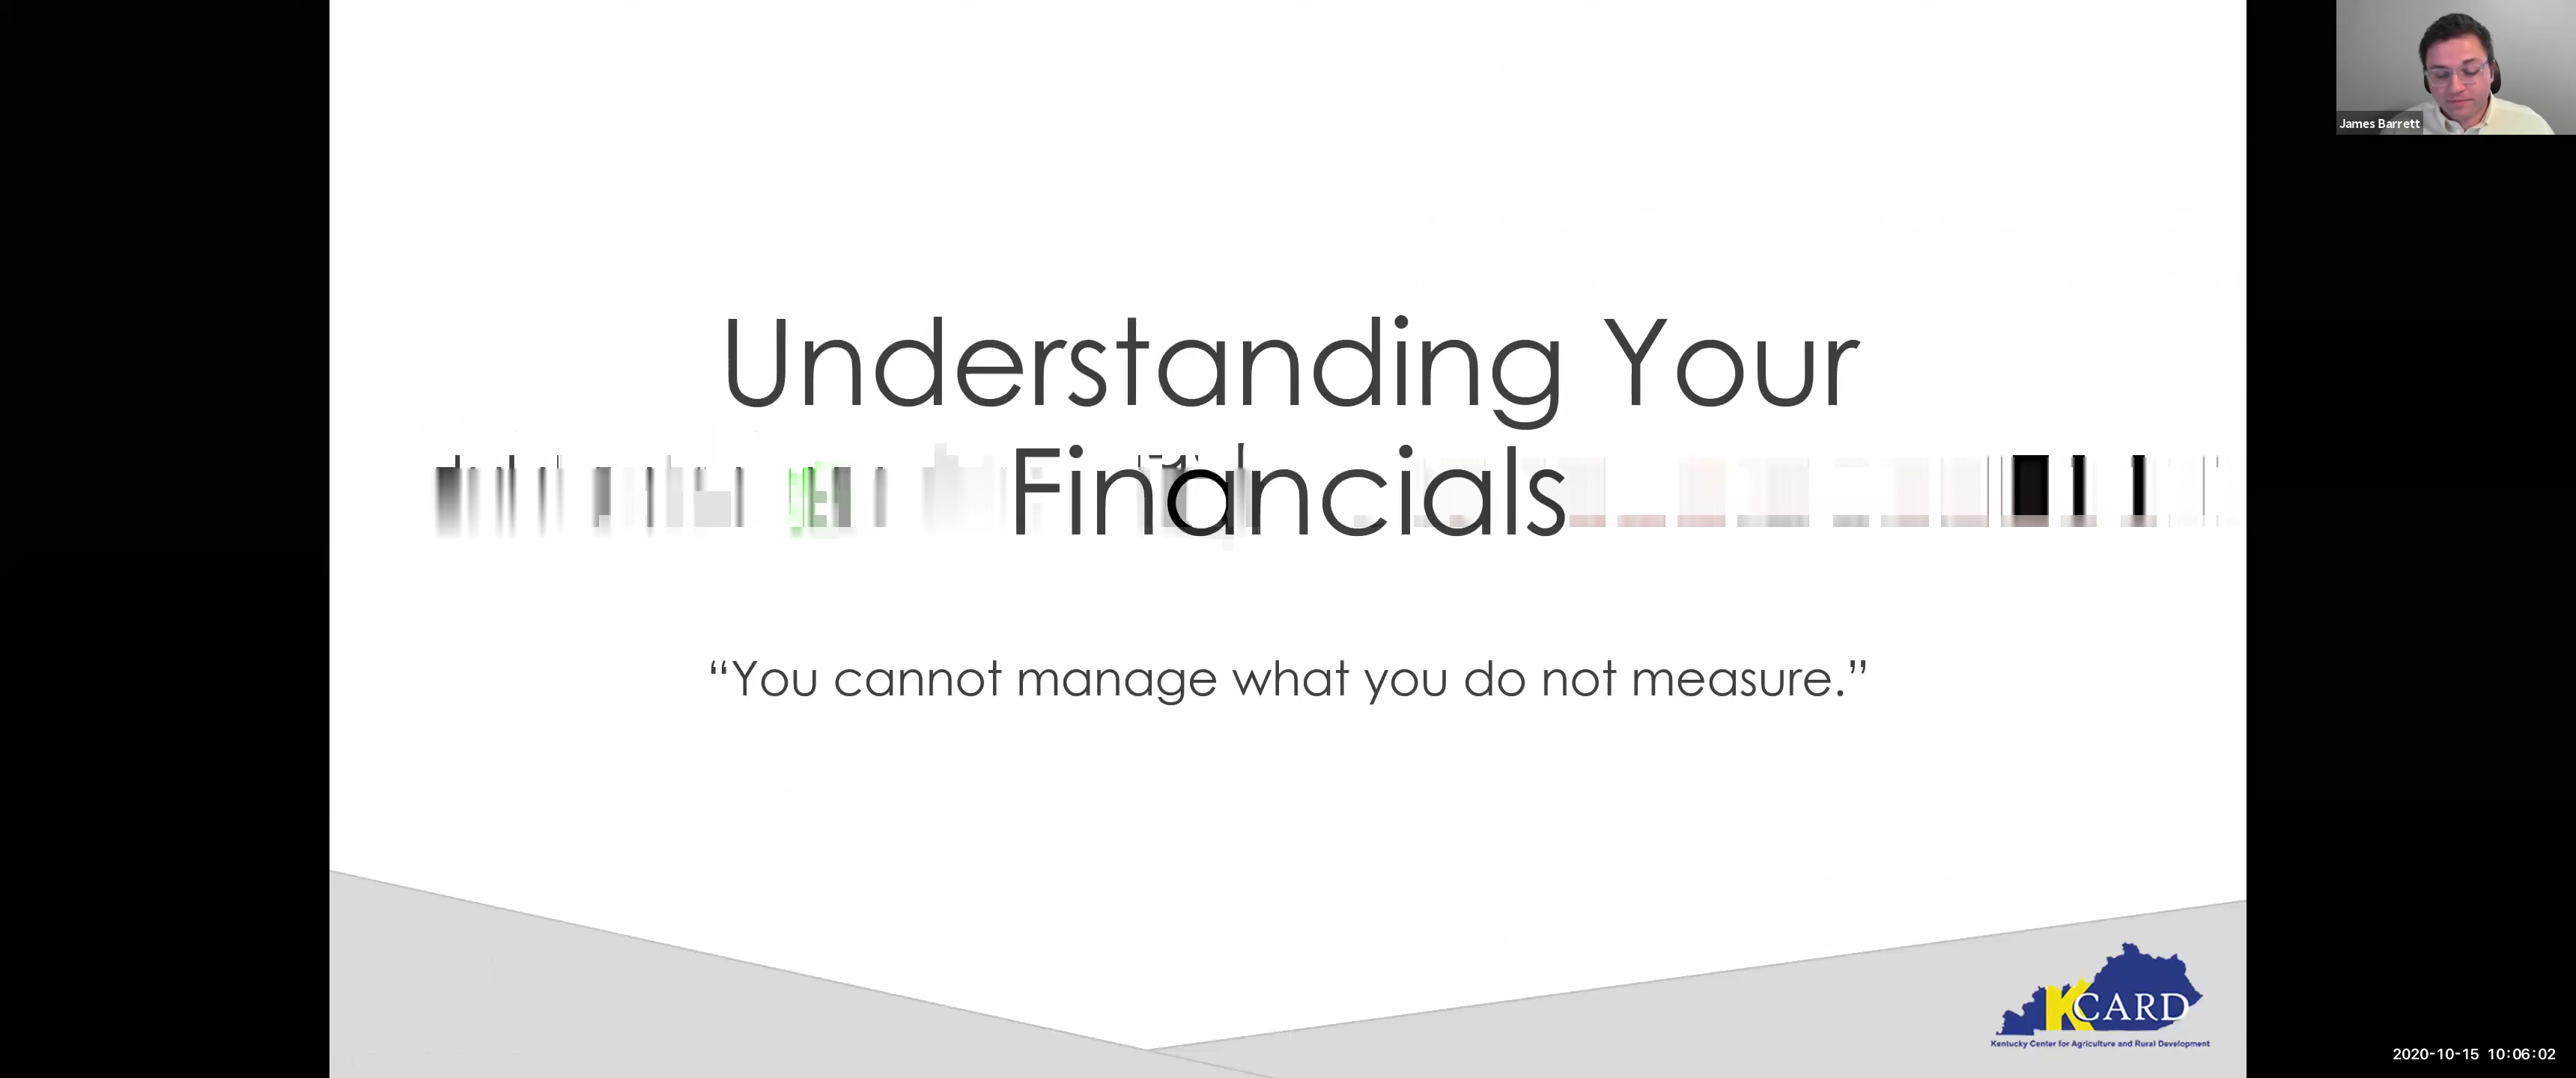 James Barrett
Understanding Your
Financials
“You cannot manage what you do not measure.”
KCARD
Kentucky Center for Agriculture and Rural Development
2020-10-15 10:06:02